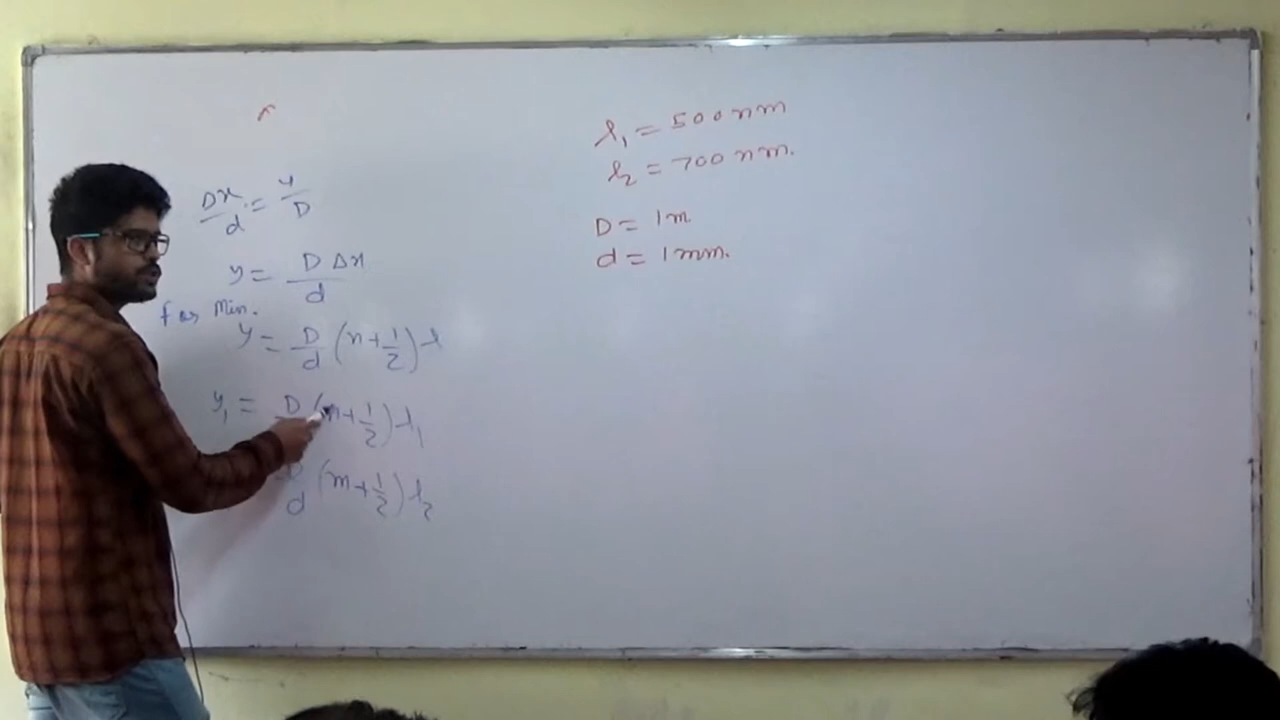 Δx/d = y/D
y = D Δx/d
for Min.
y = D/d (n+1/2) λ
y₁ = D (n+1/2) λ₁
d (m+1/2) λ₂
λ₁ = 500 nm
λ₂ = 700 nm.
D = 1m
d = 1mm.